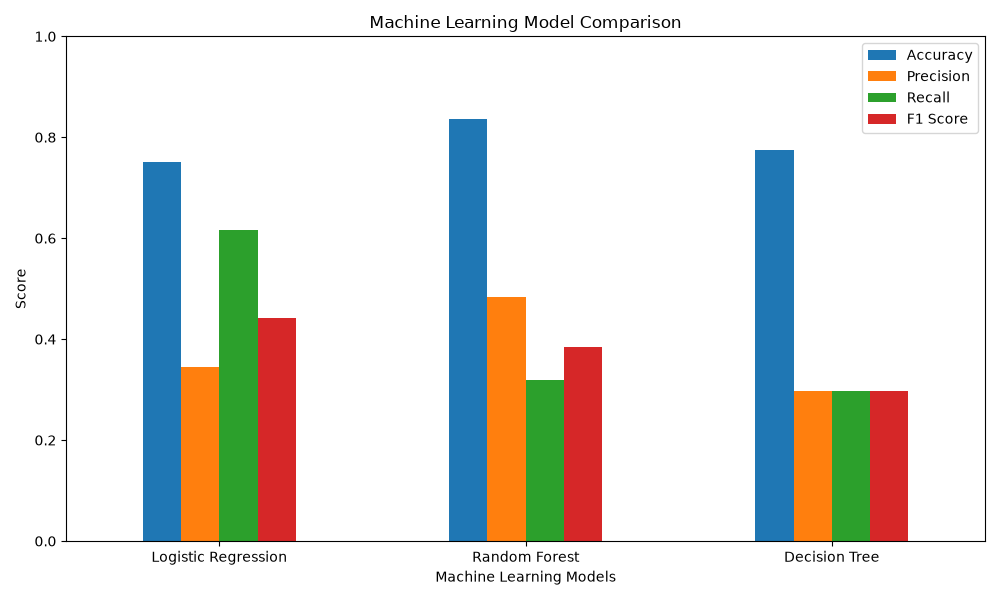 Machine Learning Model Comparison
1.0
0.8
0.6
0.4
0.2
0.0
Score
Accuracy
Precision
Recall
F1 Score
Logistic Regression
Random Forest
Decision Tree
Machine Learning Models